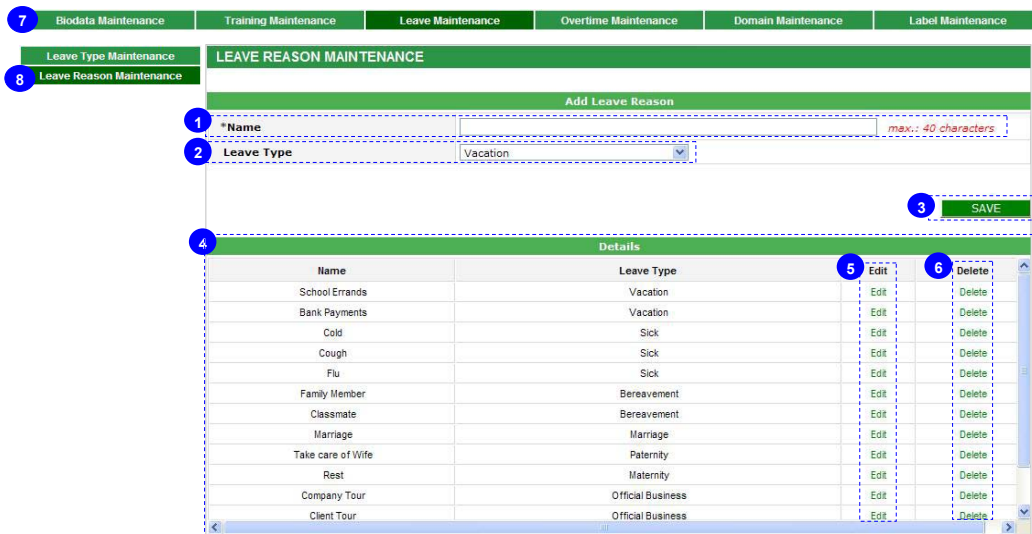 7 Biodata Maintenance Training Maintenance Leave Maintenance Overtime Maintenance Domain Maintenance Label Maintenance
Leave Type Maintenance LEAVE REASON MAINTENANCE
8 Leave Reason Maintenance
Add Leave Reason
1 *Name max.: 40 characters
2 Leave Type Vacation
3 SAVE
4 Details
Name Leave Type 5 Edit 6 Delete
School Errands Vacation Edit Delete
Bank Payments Vacation Edit Delete
Cold Sick Edit Delete
Cough Sick Edit Delete
Flu Sick Edit Delete
Family Member Bereavement Edit Delete
Classmate Bereavement Edit Delete
Marriage Marriage Edit Delete
Take care of Wife Paternity Edit Delete
Rest Maternity Edit Delete
Company Tour Official Business Edit Delete
Client Tour Official Business Edit Delete